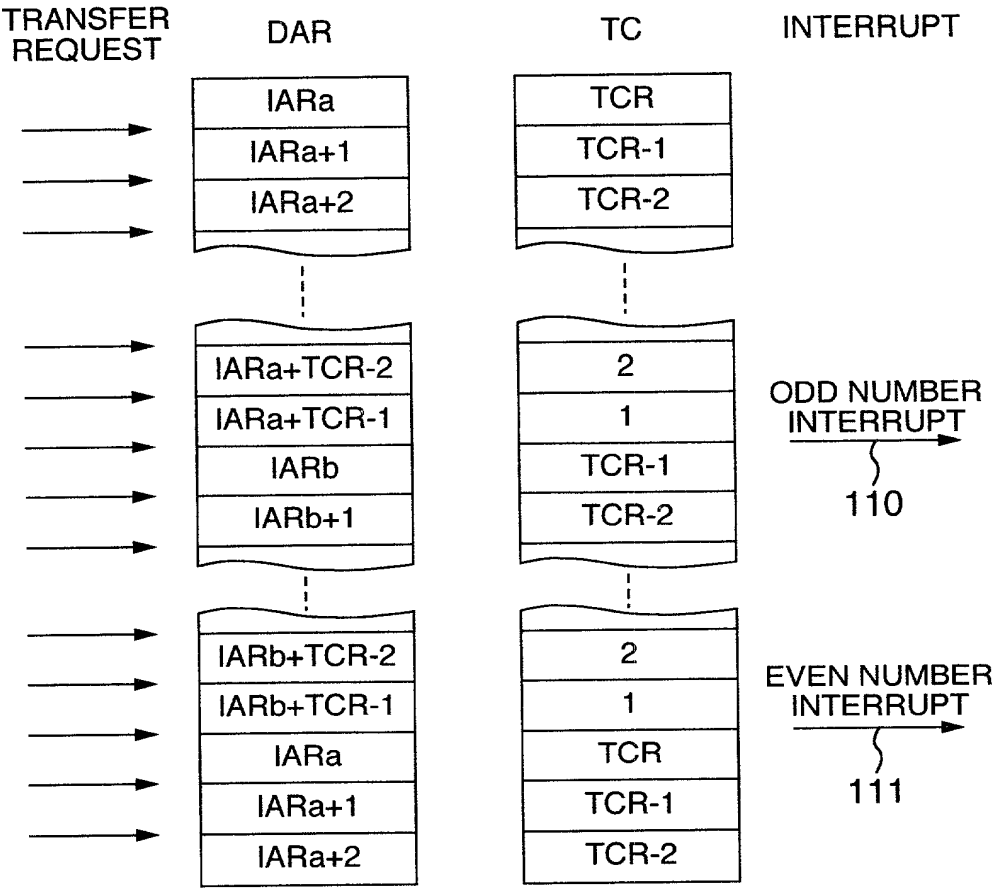 TRANSFER REQUEST DAR TC INTERRUPT
IARa TCR
IARa+1 TCR-1
IARa+2 TCR-2
IARa+TCR-2 2
IARa+TCR-1 1
ODD NUMBER
INTERRUPT
IARb TCR-1
110
IARb+1 TCR-2
IARb+TCR-2 2
IARb+TCR-1 1
EVEN NUMBER
INTERRUPT
IARa TCR
111
IARa+1 TCR-1
IARa+2 TCR-2